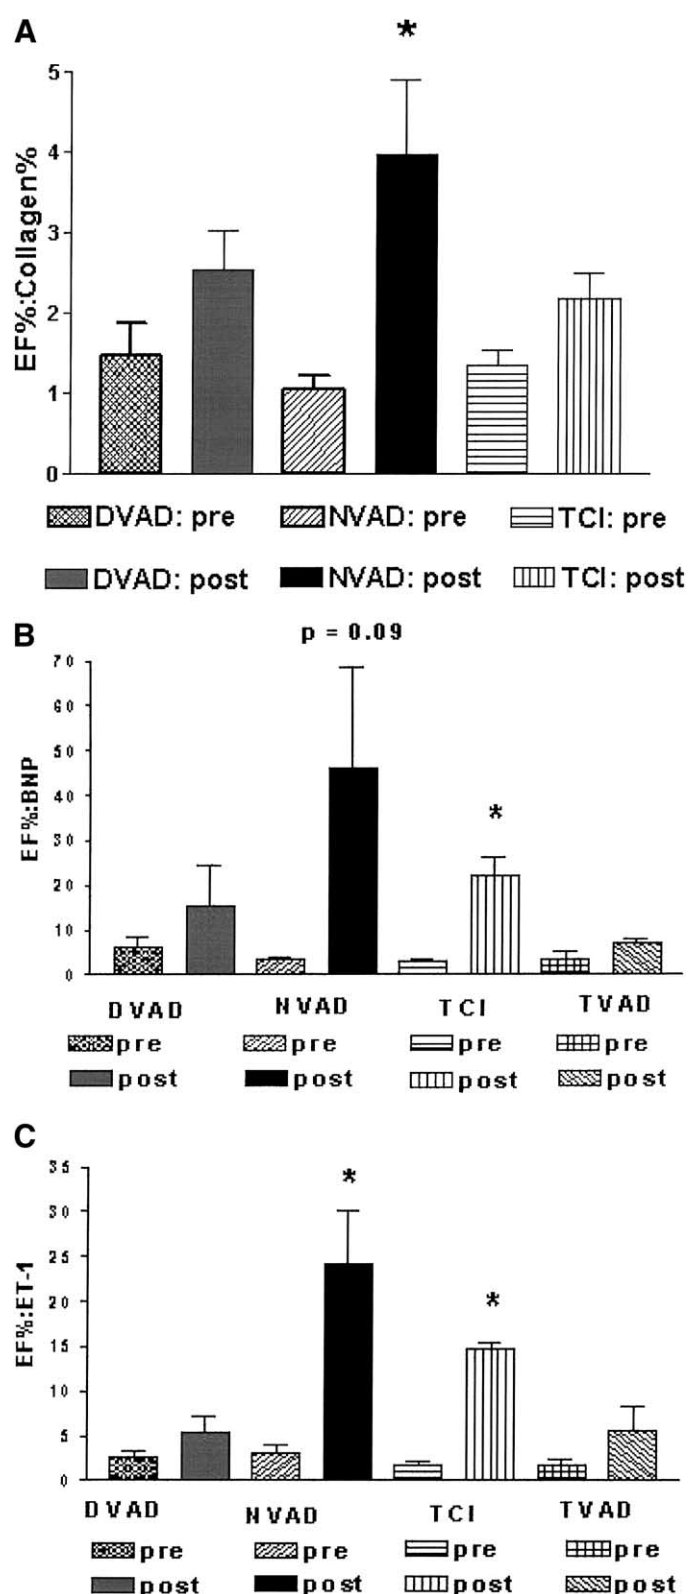 A
*
5
4
3
2
1
0
EF%:Collagen%
DVAD: pre NVAD: pre TCI: pre
DVAD: post NVAD: post TCI: post
B
p = 0.09
70
60
50
40
30
20
10
0
EF%:BNP
*
DVAD NVAD TCI TVAD
pre pre pre pre
post post post post
C
35
30
25
20
15
10
5
0
EF%:ET-1
*
*
DVAD NVAD TCI TVAD
pre pre pre pre
post post post post